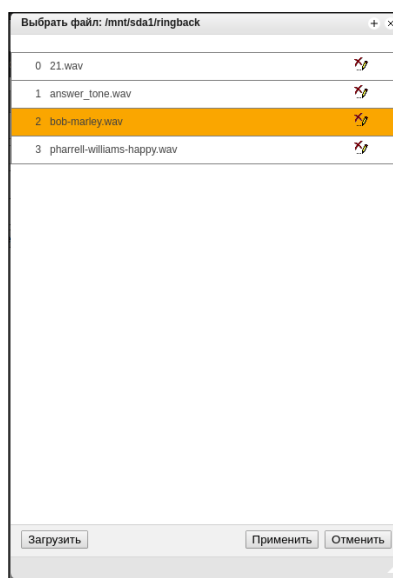 Выбрать файл: /mnt/sda1/ringback
0 21.wav
1 answer_tone.wav
2 bob-marley.wav
3 pharrell-williams-happy.wav
Загрузить Применить Отменить